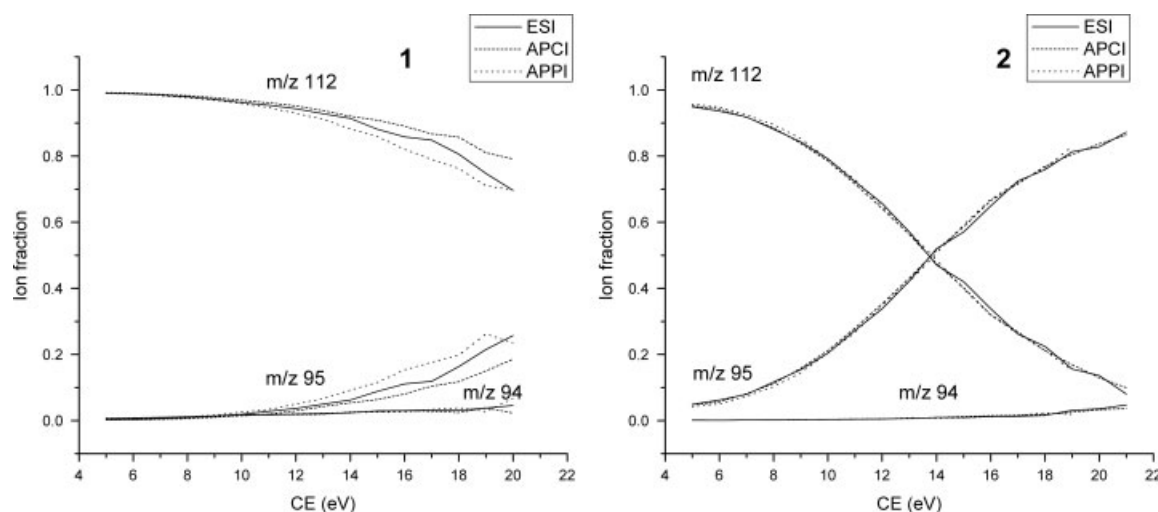 1
ESI
APCI
APPI
m/z 112
m/z 95
m/z 94
1.0
0.8
0.6
0.4
0.2
0.0
Ion fraction
4 6 8 10 12 14 16 18 20 22
CE (eV)
2
ESI
APCI
APPI
m/z 112
m/z 95
m/z 94
1.0
0.8
0.6
0.4
0.2
0.0
Ion fraction
4 6 8 10 12 14 16 18 20 22
CE (eV)